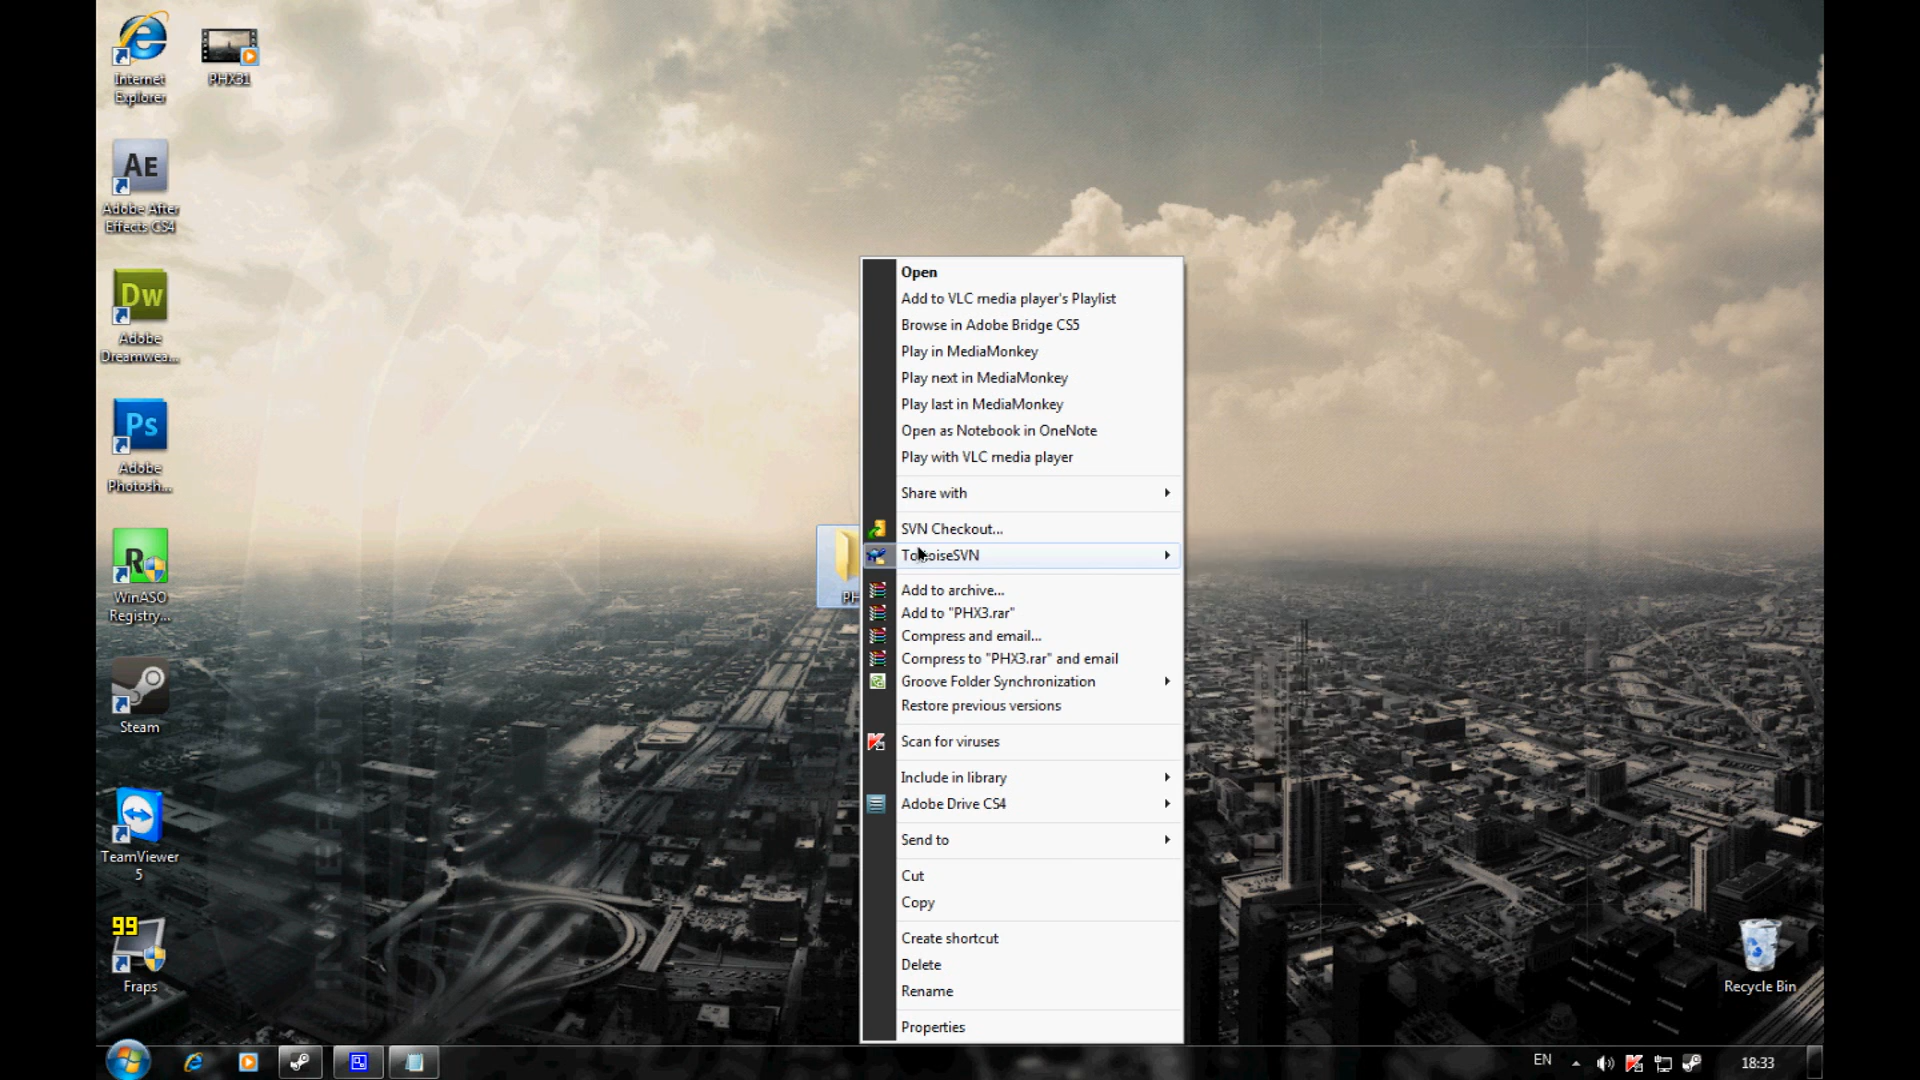 Internet
Explorer
PHX31
AE
Adobe After
Effects CS4
Dw
Adobe
Dreamwea...
Ps
Adobe
Photosh...
R
WinASO
Registry...
Steam
TeamViewer
5
99
Fraps
PH
Open
Add to VLC media player's Playlist
Browse in Adobe Bridge CS5
Play in MediaMonkey
Play next in MediaMonkey
Play last in MediaMonkey
Open as Notebook in OneNote
Play with VLC media player
Share with
SVN Checkout...
TortoiseSVN
Add to archive...
Add to "PHX3.rar"
Compress and email...
Compress to "PHX3.rar" and email
Groove Folder Synchronization
Restore previous versions
Scan for viruses
Include in library
Adobe Drive CS4
Send to
Cut
Copy
Create shortcut
Delete
Rename
Properties
Recycle Bin
EN
18:33